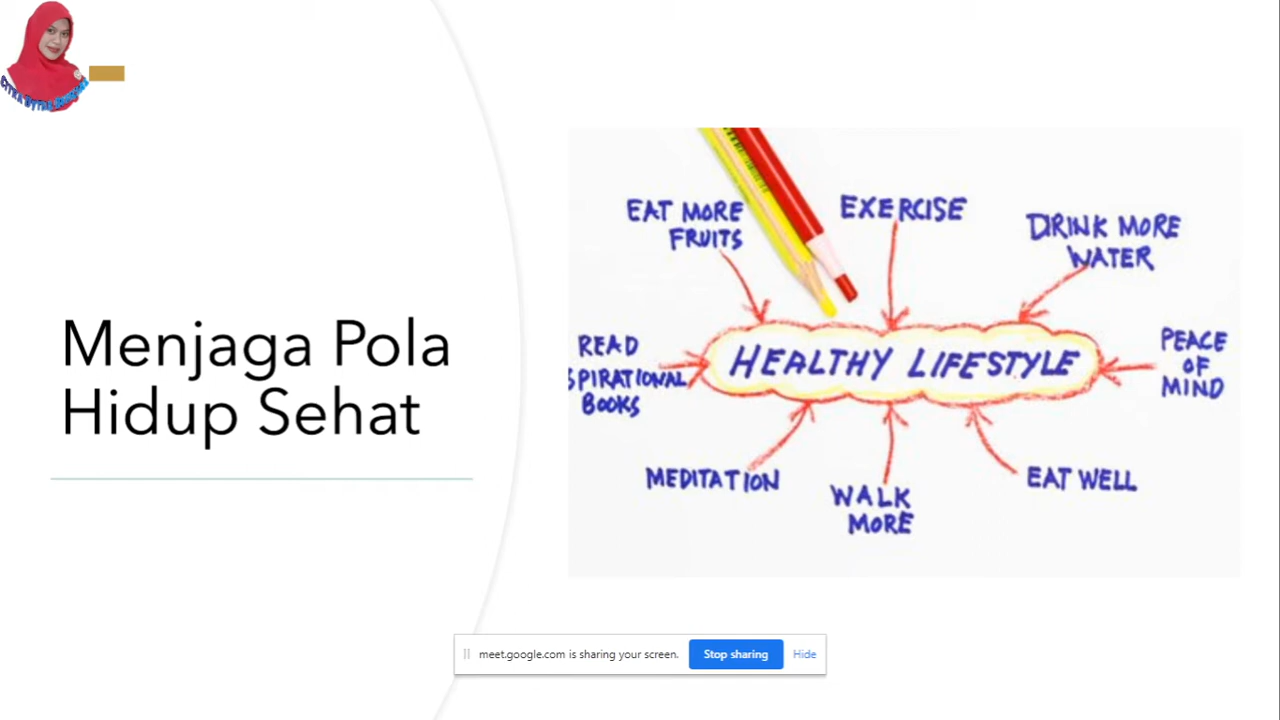 Menjaga Pola
Hidup Sehat
EAT MORE
FRUITS
EXERCISE
DRINK MORE
WATER
READ
SPIRATIONAL
BOOKS
HEALTHY LIFESTYLE
PEACE
OF
MIND
MEDITATION
WALK
MORE
EAT WELL
meet.google.com is sharing your screen.
Stop sharing
Hide